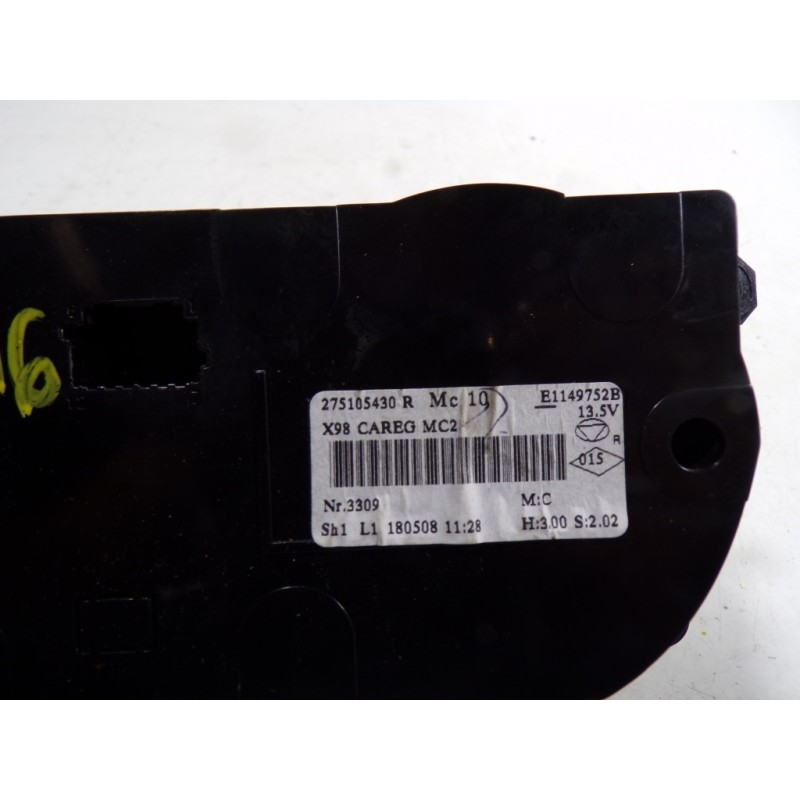 16
275105430 R Mc 10 E1149752B
X98 CAREG MC2 13.5V
R
015
Nr.3309 M:C
Sh1 L1 180508 11:28 H:3.00 S:2.02